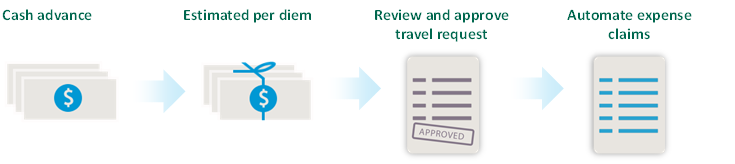 Cash advance
Estimated per diem
Review and approve
travel request
Automate expense
claims
$
$
APPROVED